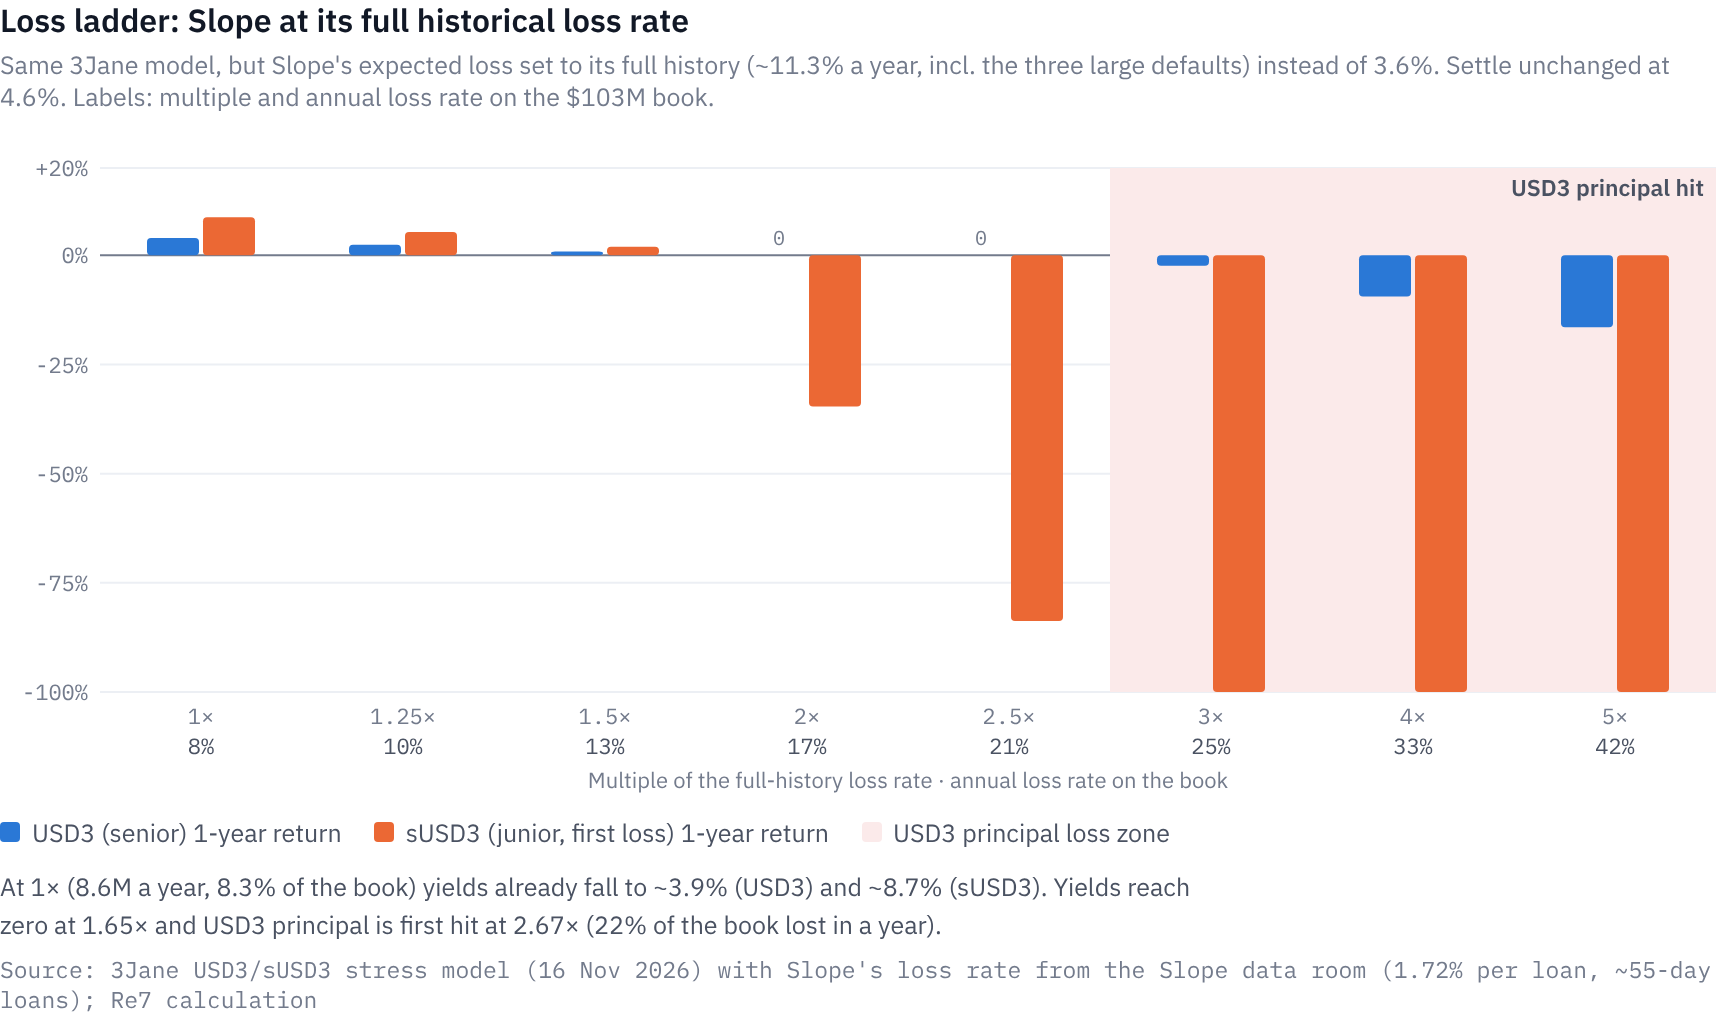 Loss ladder: Slope at its full historical loss rate
Same 3Jane model, but Slope's expected loss set to its full history (~11.3% a year, incl. the three large defaults) instead of 3.6%. Settle unchanged at
4.6%. Labels: multiple and annual loss rate on the $103M book.
+20%
USD3 principal hit
0 0
0%
-25%
-50%
-75%
-100%
1× 1.25× 1.5× 2× 2.5× 3× 4× 5×
8% 10% 13% 17% 21% 25% 33% 42%
Multiple of the full-history loss rate · annual loss rate on the book
USD3 (senior) 1-year return sUSD3 (junior, first loss) 1-year return USD3 principal loss zone
At 1× (8.6M a year, 8.3% of the book) yields already fall to ~3.9% (USD3) and ~8.7% (sUSD3). Yields reach
zero at 1.65× and USD3 principal is first hit at 2.67× (22% of the book lost in a year).
Source: 3Jane USD3/sUSD3 stress model (16 Nov 2026) with Slope's loss rate from the Slope data room (1.72% per loan, ~55-day
loans); Re7 calculation